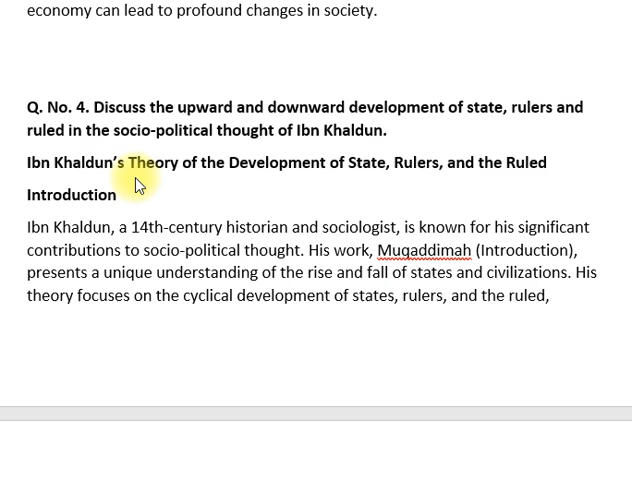 economy can lead to profound changes in society.
Q. No. 4. Discuss the upward and downward development of state, rulers and
ruled in the socio-political thought of Ibn Khaldun.
Ibn Khaldun’s Theory of the Development of State, Rulers, and the Ruled
Introduction
Ibn Khaldun, a 14th-century historian and sociologist, is known for his significant
contributions to socio-political thought. His work, Muqaddimah (Introduction),
presents a unique understanding of the rise and fall of states and civilizations. His
theory focuses on the cyclical development of states, rulers, and the ruled,